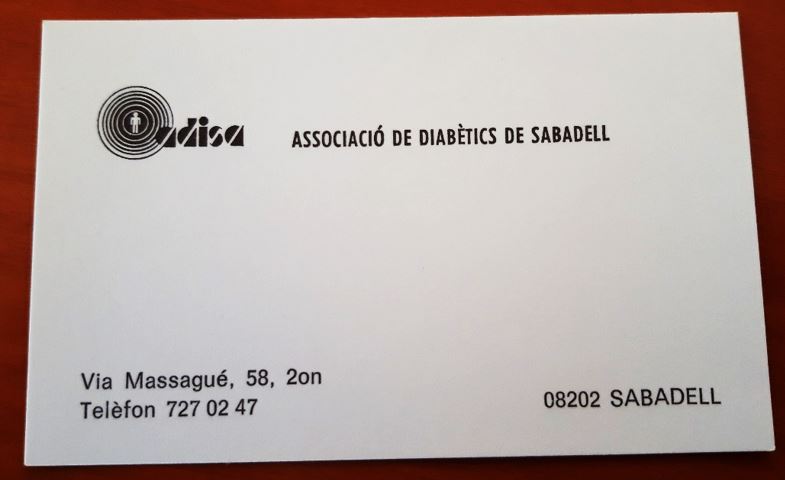 adisa
ASSOCIACIÓ DE DIABÈTICS DE SABADELL
Via Massagué, 58, 2on
Telèfon 727 02 47
08202 SABADELL